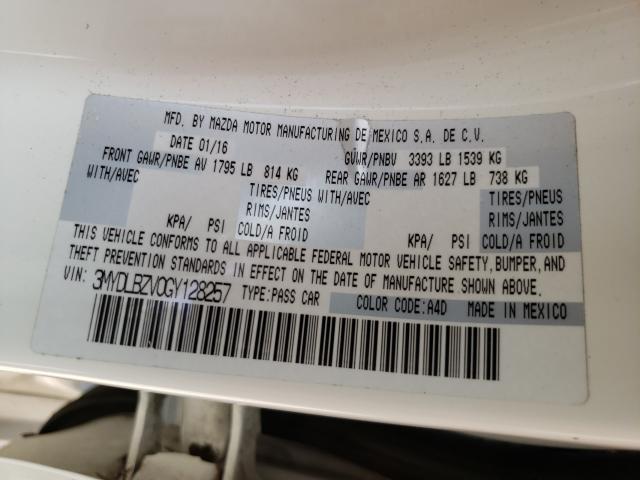 MFD. BY MAZDA MOTOR MANUFACTURING DE MEXICO S.A. DE C.V.
DATE 01/16 GVWR/PNBV 3393 LB 1539 KG
FRONT GAWR/PNBE AV 1795 LB 814 KG REAR GAWR/PNBE AR 1627 LB 738 KG
WITH/AVEC TIRES/PNEUS WITH/AVEC TIRES/PNEUS
RIMS/JANTES RIMS/JANTES
KPA/ PSI COLD/A FROID KPA/ PSI COLD/A FROID
THIS VEHICLE CONFORMS TO ALL APPLICABLE FEDERAL MOTOR VEHICLE SAFETY, BUMPER, AND
THEFT PREVENTION STANDARDS IN EFFECT ON THE DATE OF MANUFACTURE SHOWN ABOVE.
VIN: 3MYDLBZV0GY128257 TYPE:PASS CAR COLOR CODE:A4D MADE IN MEXICO